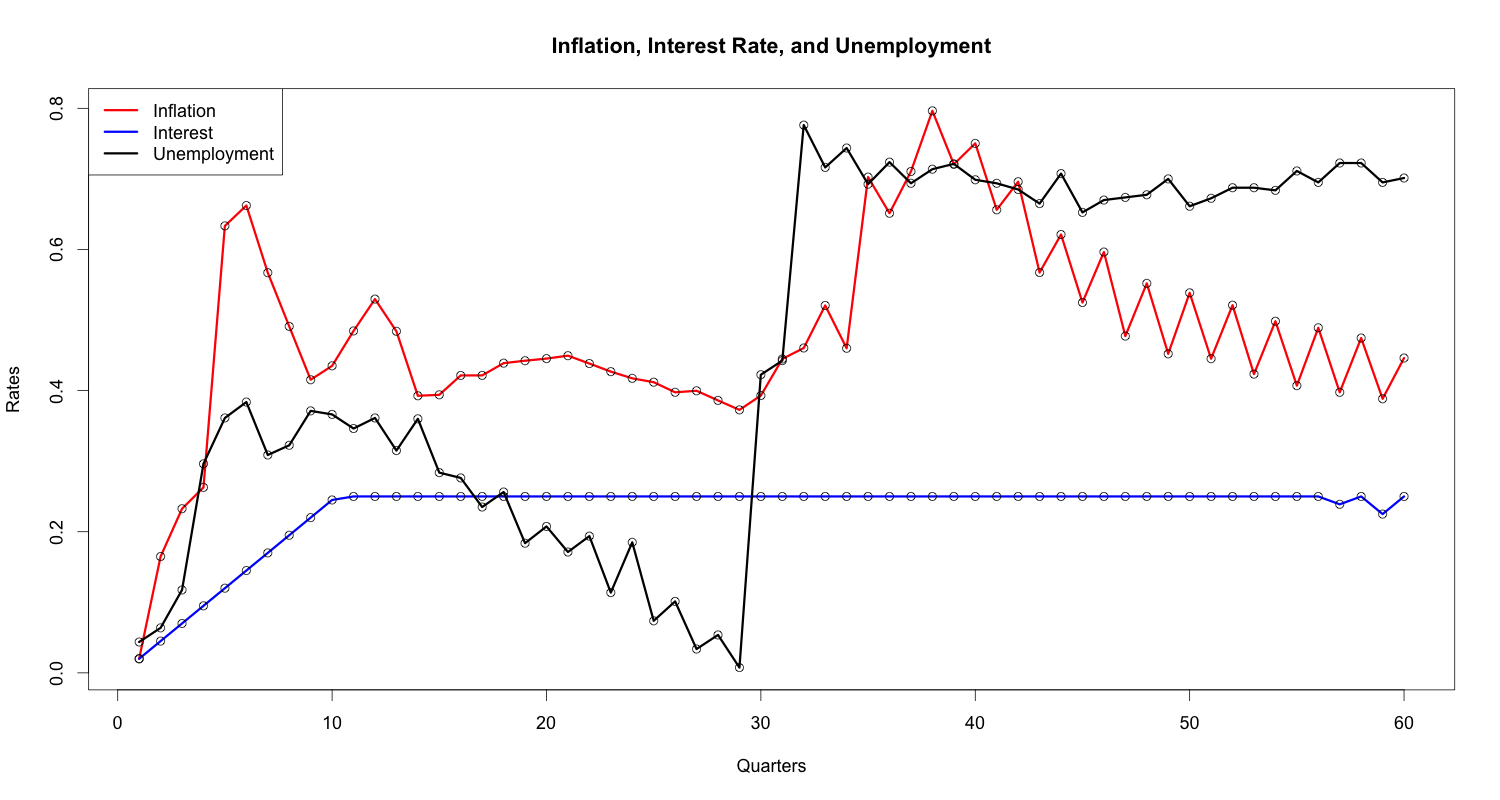 Inflation, Interest Rate, and Unemployment
Inflation
Interest
Unemployment
Rates
0.8
0.6
0.4
0.2
0.0
0 10 20 30 40 50 60
Quarters